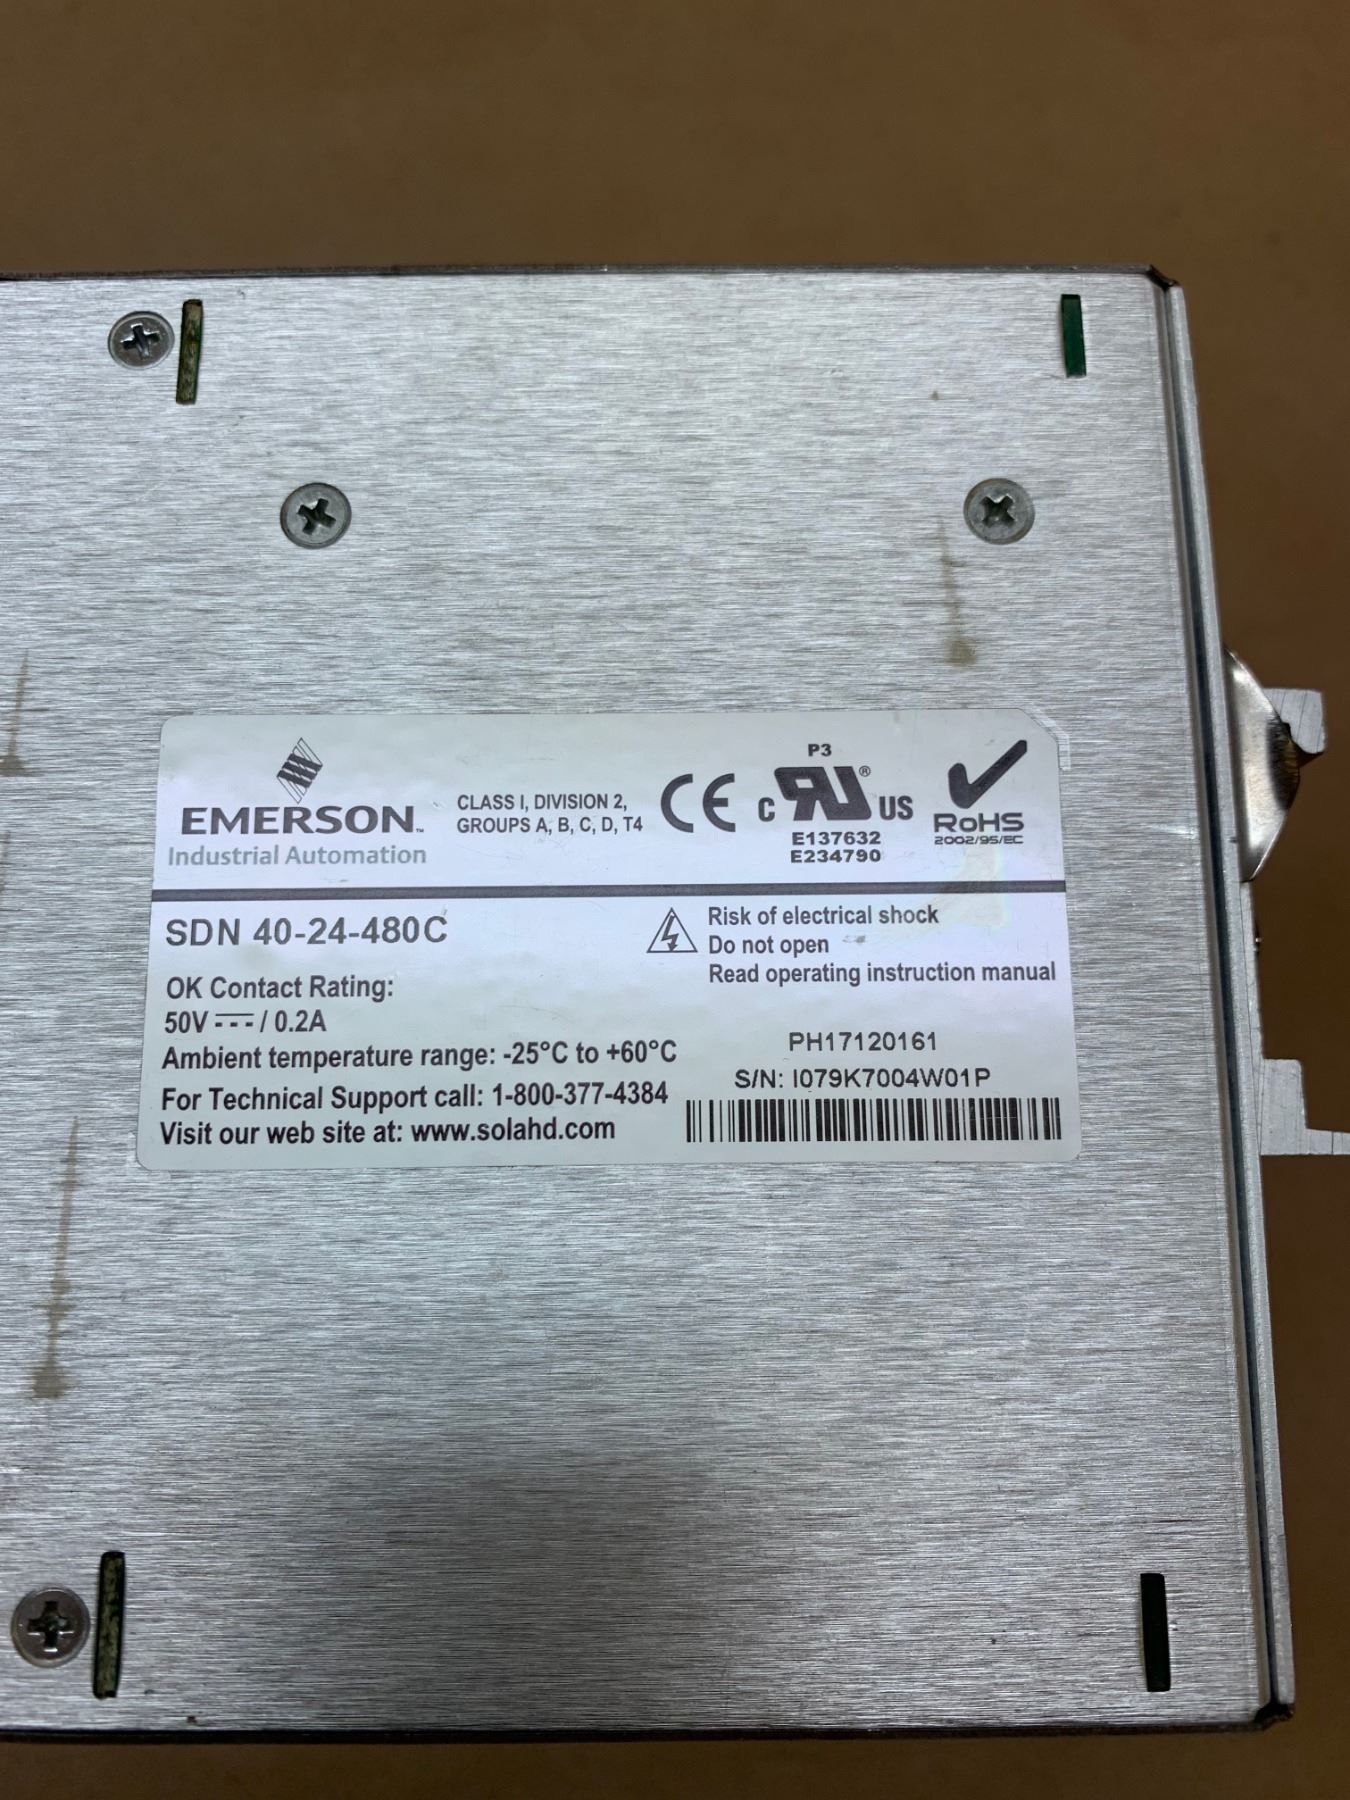 EMERSON™
Industrial Automation
CLASS I, DIVISION 2,
GROUPS A, B, C, D, T4
CE
P3
C RU® US
E137632
E234790
RoHS
2002/95/EC
SDN 40-24-480C
Risk of electrical shock
Do not open
Read operating instruction manual
OK Contact Rating:
50V ⎓ / 0.2A
Ambient temperature range: -25°C to +60°C
For Technical Support call: 1-800-377-4384
Visit our web site at: www.solahd.com
PH17120161
S/N: I079K7004W01P